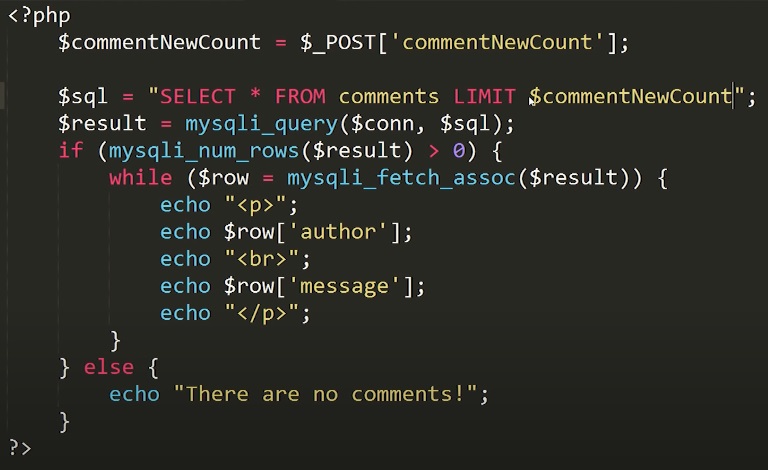 <?php
    $commentNewCount = $_POST['commentNewCount'];

    $sql = "SELECT * FROM comments LIMIT $commentNewCount";
    $result = mysqli_query($conn, $sql);
    if (mysqli_num_rows($result) > 0) {
        while ($row = mysqli_fetch_assoc($result)) {
            echo "<p>";
            echo $row['author'];
            echo "<br>";
            echo $row['message'];
            echo "</p>";
        }
    } else {
        echo "There are no comments!";
    }
?>